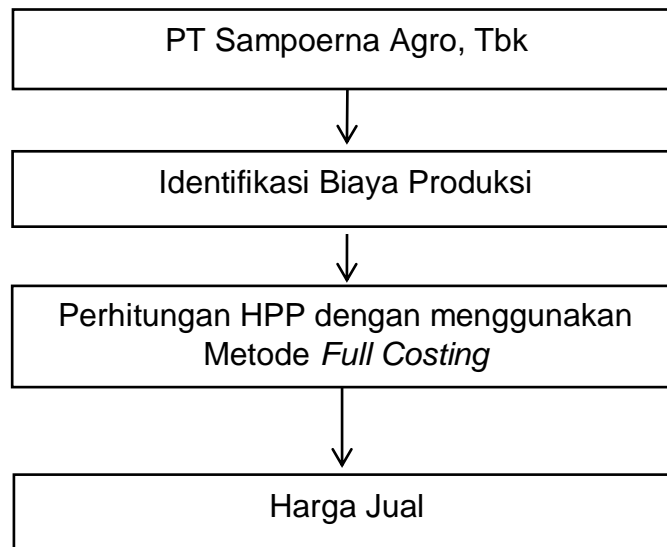 PT Sampoerna Agro, Tbk
Identifikasi Biaya Produksi
Perhitungan HPP dengan menggunakan
Metode Full Costing
Harga Jual